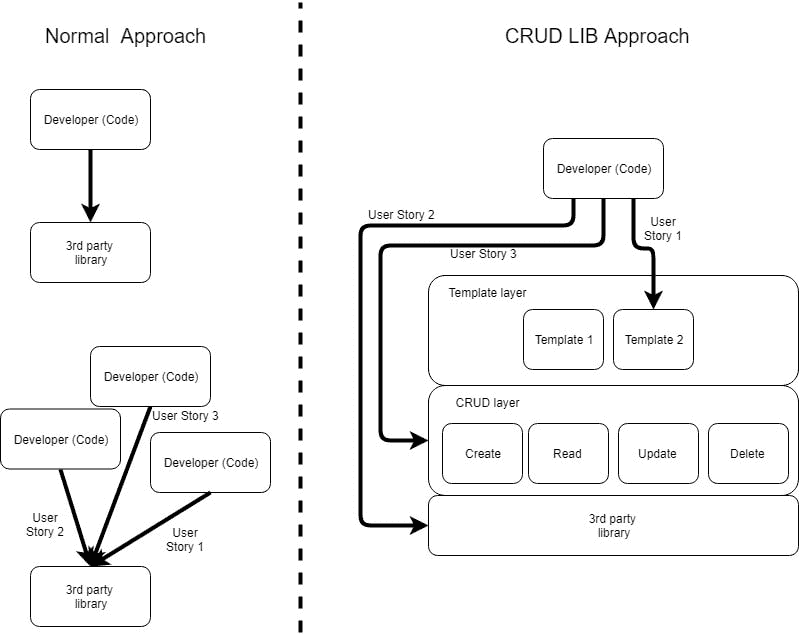 Normal Approach
Developer (Code)
3rd party
library
Developer (Code)
User Story 3
Developer (Code)
Developer (Code)
User
Story 2
User
Story 1
3rd party
library
CRUD LIB Approach
Developer (Code)
User Story 2
User
Story 1
User Story 3
Template layer
Template 1
Template 2
CRUD layer
Create
Read
Update
Delete
3rd party
library